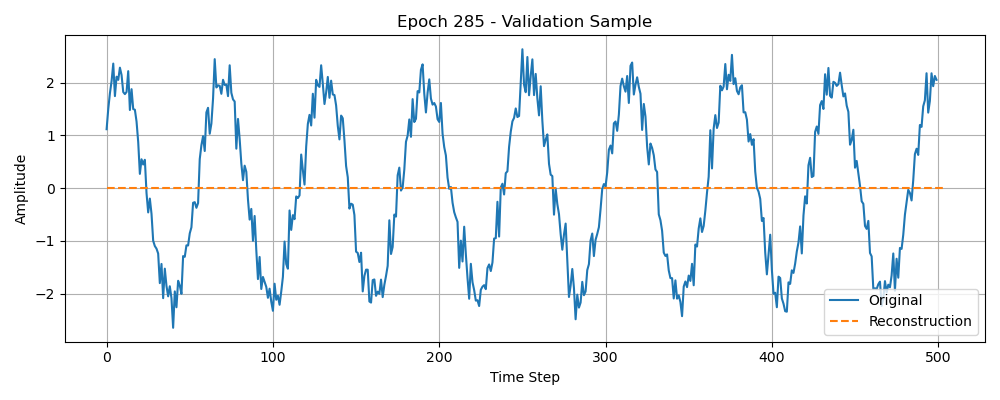 Epoch 285 - Validation Sample
Amplitude
2
1
0
−1
−2
0 100 200 300 400 500
Time Step
Original
Reconstruction